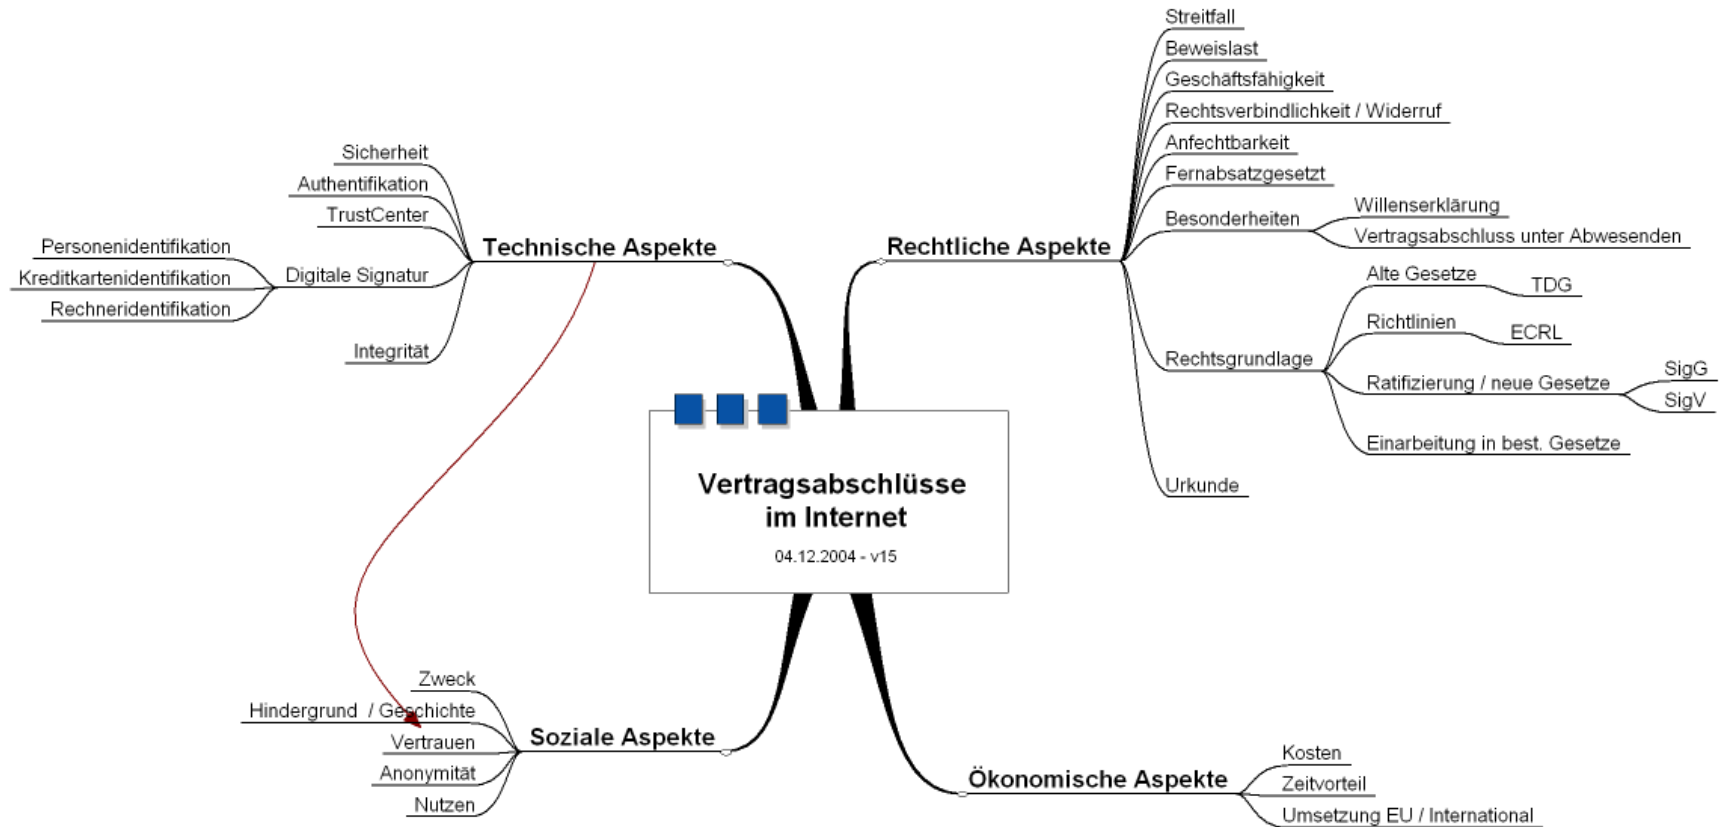 Streitfall
Beweislast
Geschäftsfähigkeit
Rechtsverbindlichkeit / Widerruf
Anfechtbarkeit
Fernabsatzgesetzt
Besonderheiten
Willenserklärung
Vertragsabschluss unter Abwesenden
Rechtliche Aspekte
Alte Gesetze
TDG
Richtlinien
ECRL
Rechtsgrundlage
Ratifizierung / neue Gesetze
SigG
SigV
Einarbeitung in best. Gesetze
Urkunde
Sicherheit
Authentifikation
TrustCenter
Technische Aspekte
Personenidentifikation
Kreditkartenidentifikation
Rechneridentifikation
Digitale Signatur
Integrität
Vertragsabschlüsse
im Internet
04.12.2004 - v15
Zweck
Hindergrund / Geschichte
Vertrauen
Anonymität
Nutzen
Soziale Aspekte
Ökonomische Aspekte
Kosten
Zeitvorteil
Umsetzung EU / International